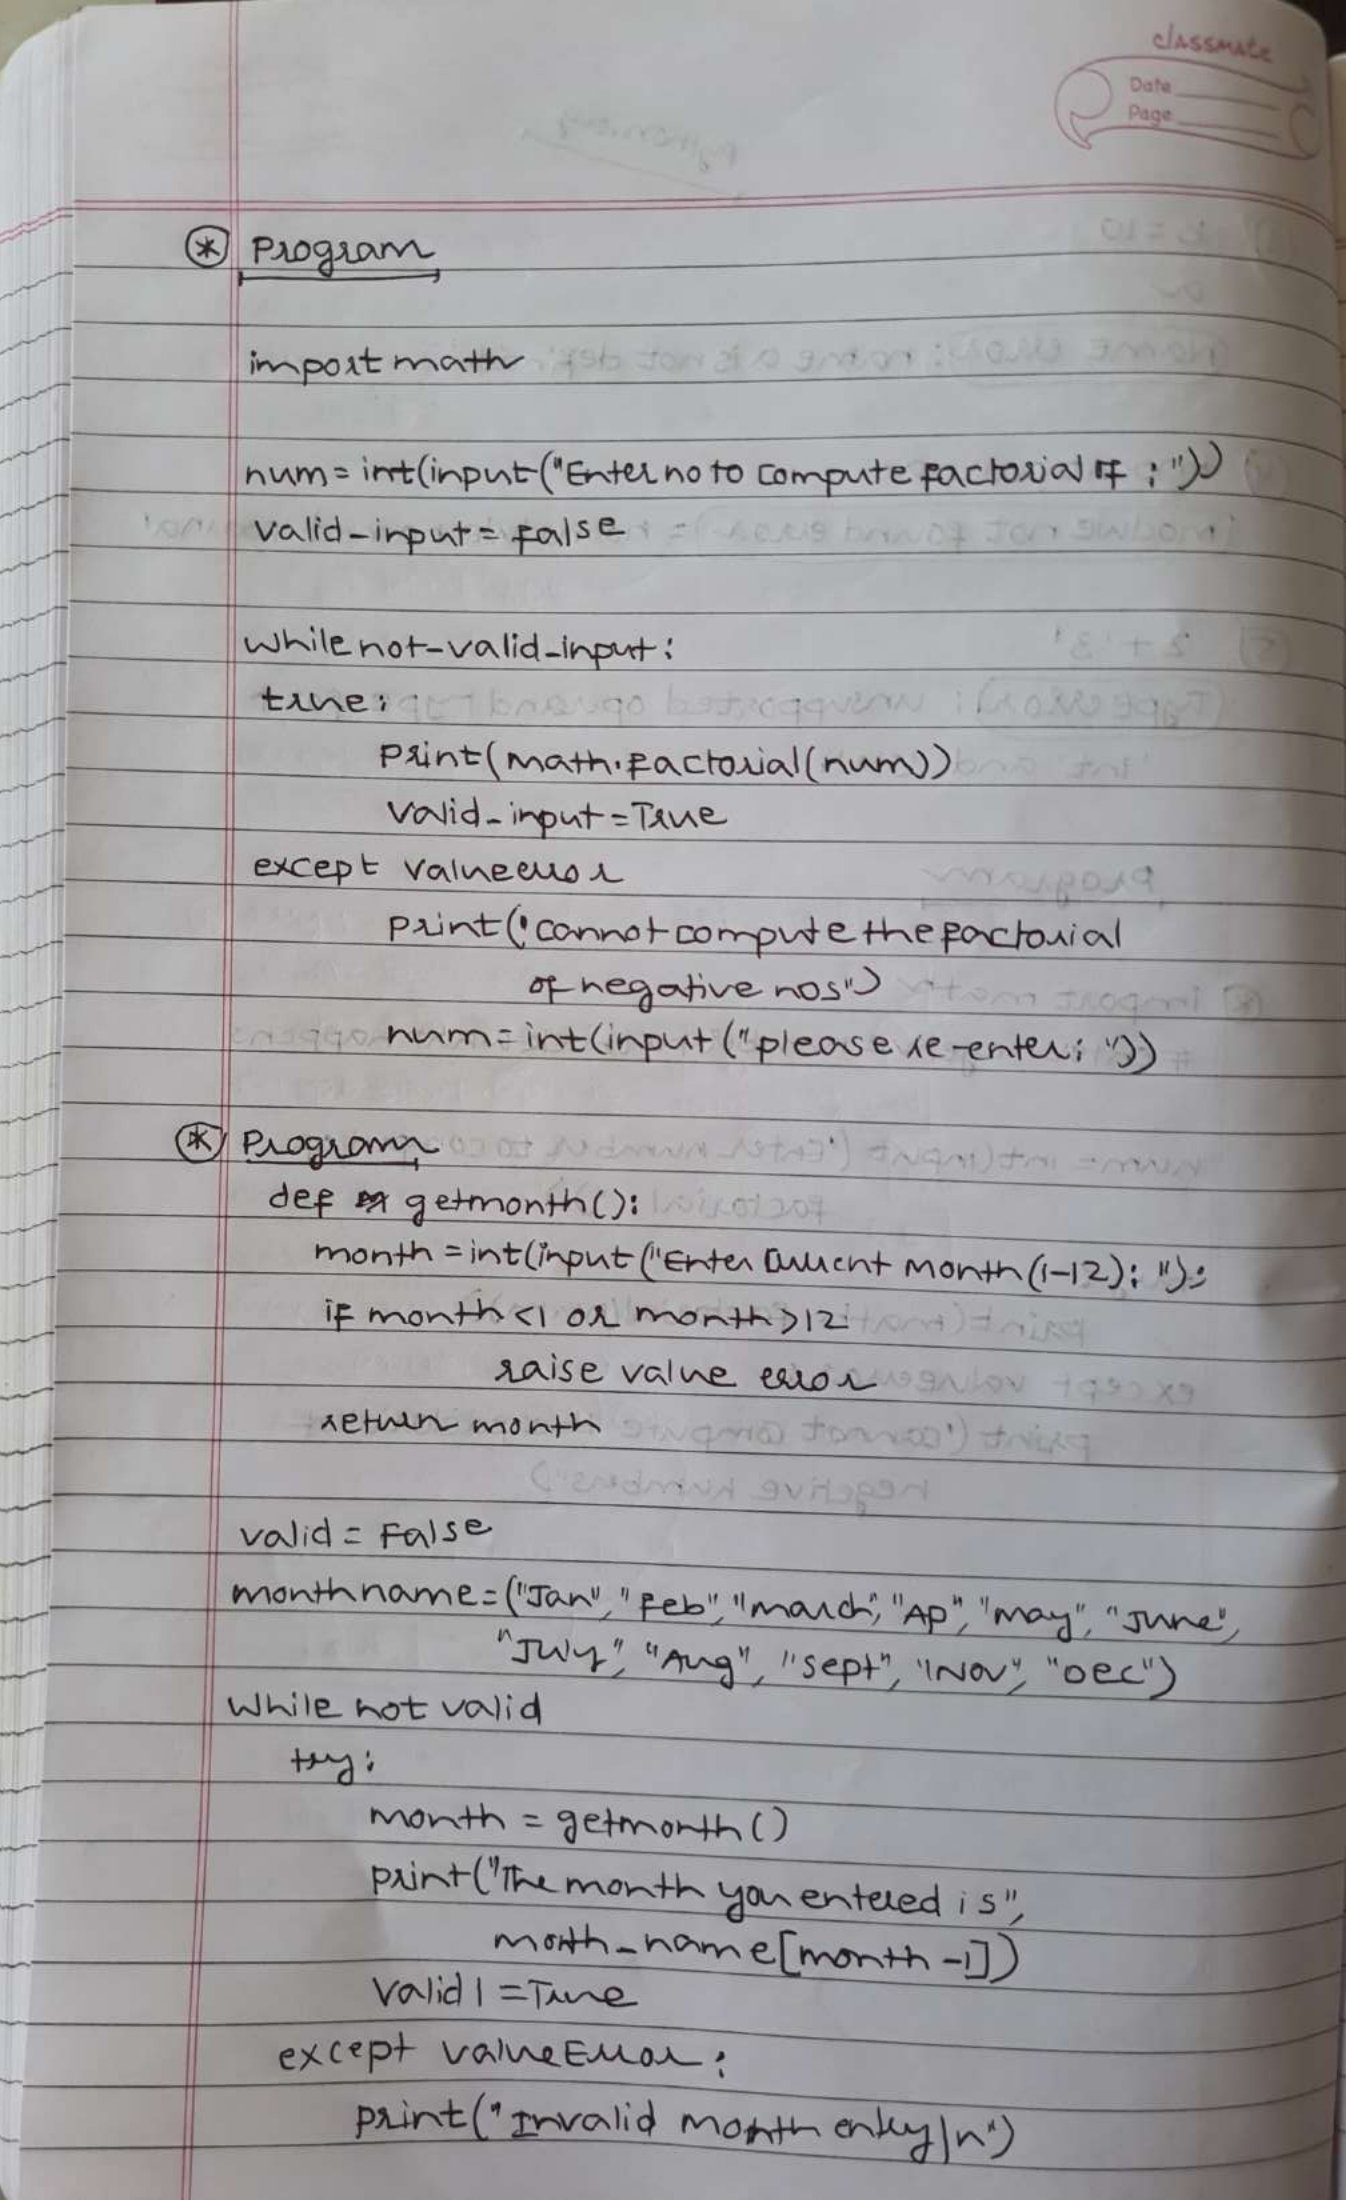 classmate
Date
Page
* Program
import math
num = int(input("Enter no to compute factorial of : "))
valid-input = False
while not-valid-input:
true:
print(math.factorial(num))
valid-input = True
except valueerror
print('cannot compute the factorial
of negative nos")
num = int(input("please re-enter: "))
* Program
def getmonth():
month = int(input("Enter Current month (1-12): "):
if month <1 or month >12
raise value error
return month
valid = False
monthname = ("Jan", "Feb", "march", "Ap", "may", "June",
"July", "Aug", "sept", "Nov", "Dec")
While not valid
try:
month = getmonth()
print("The month you entered is",
month_name[month -1])
Valid1 = True
except valueError:
print("Invalid month entry\n")